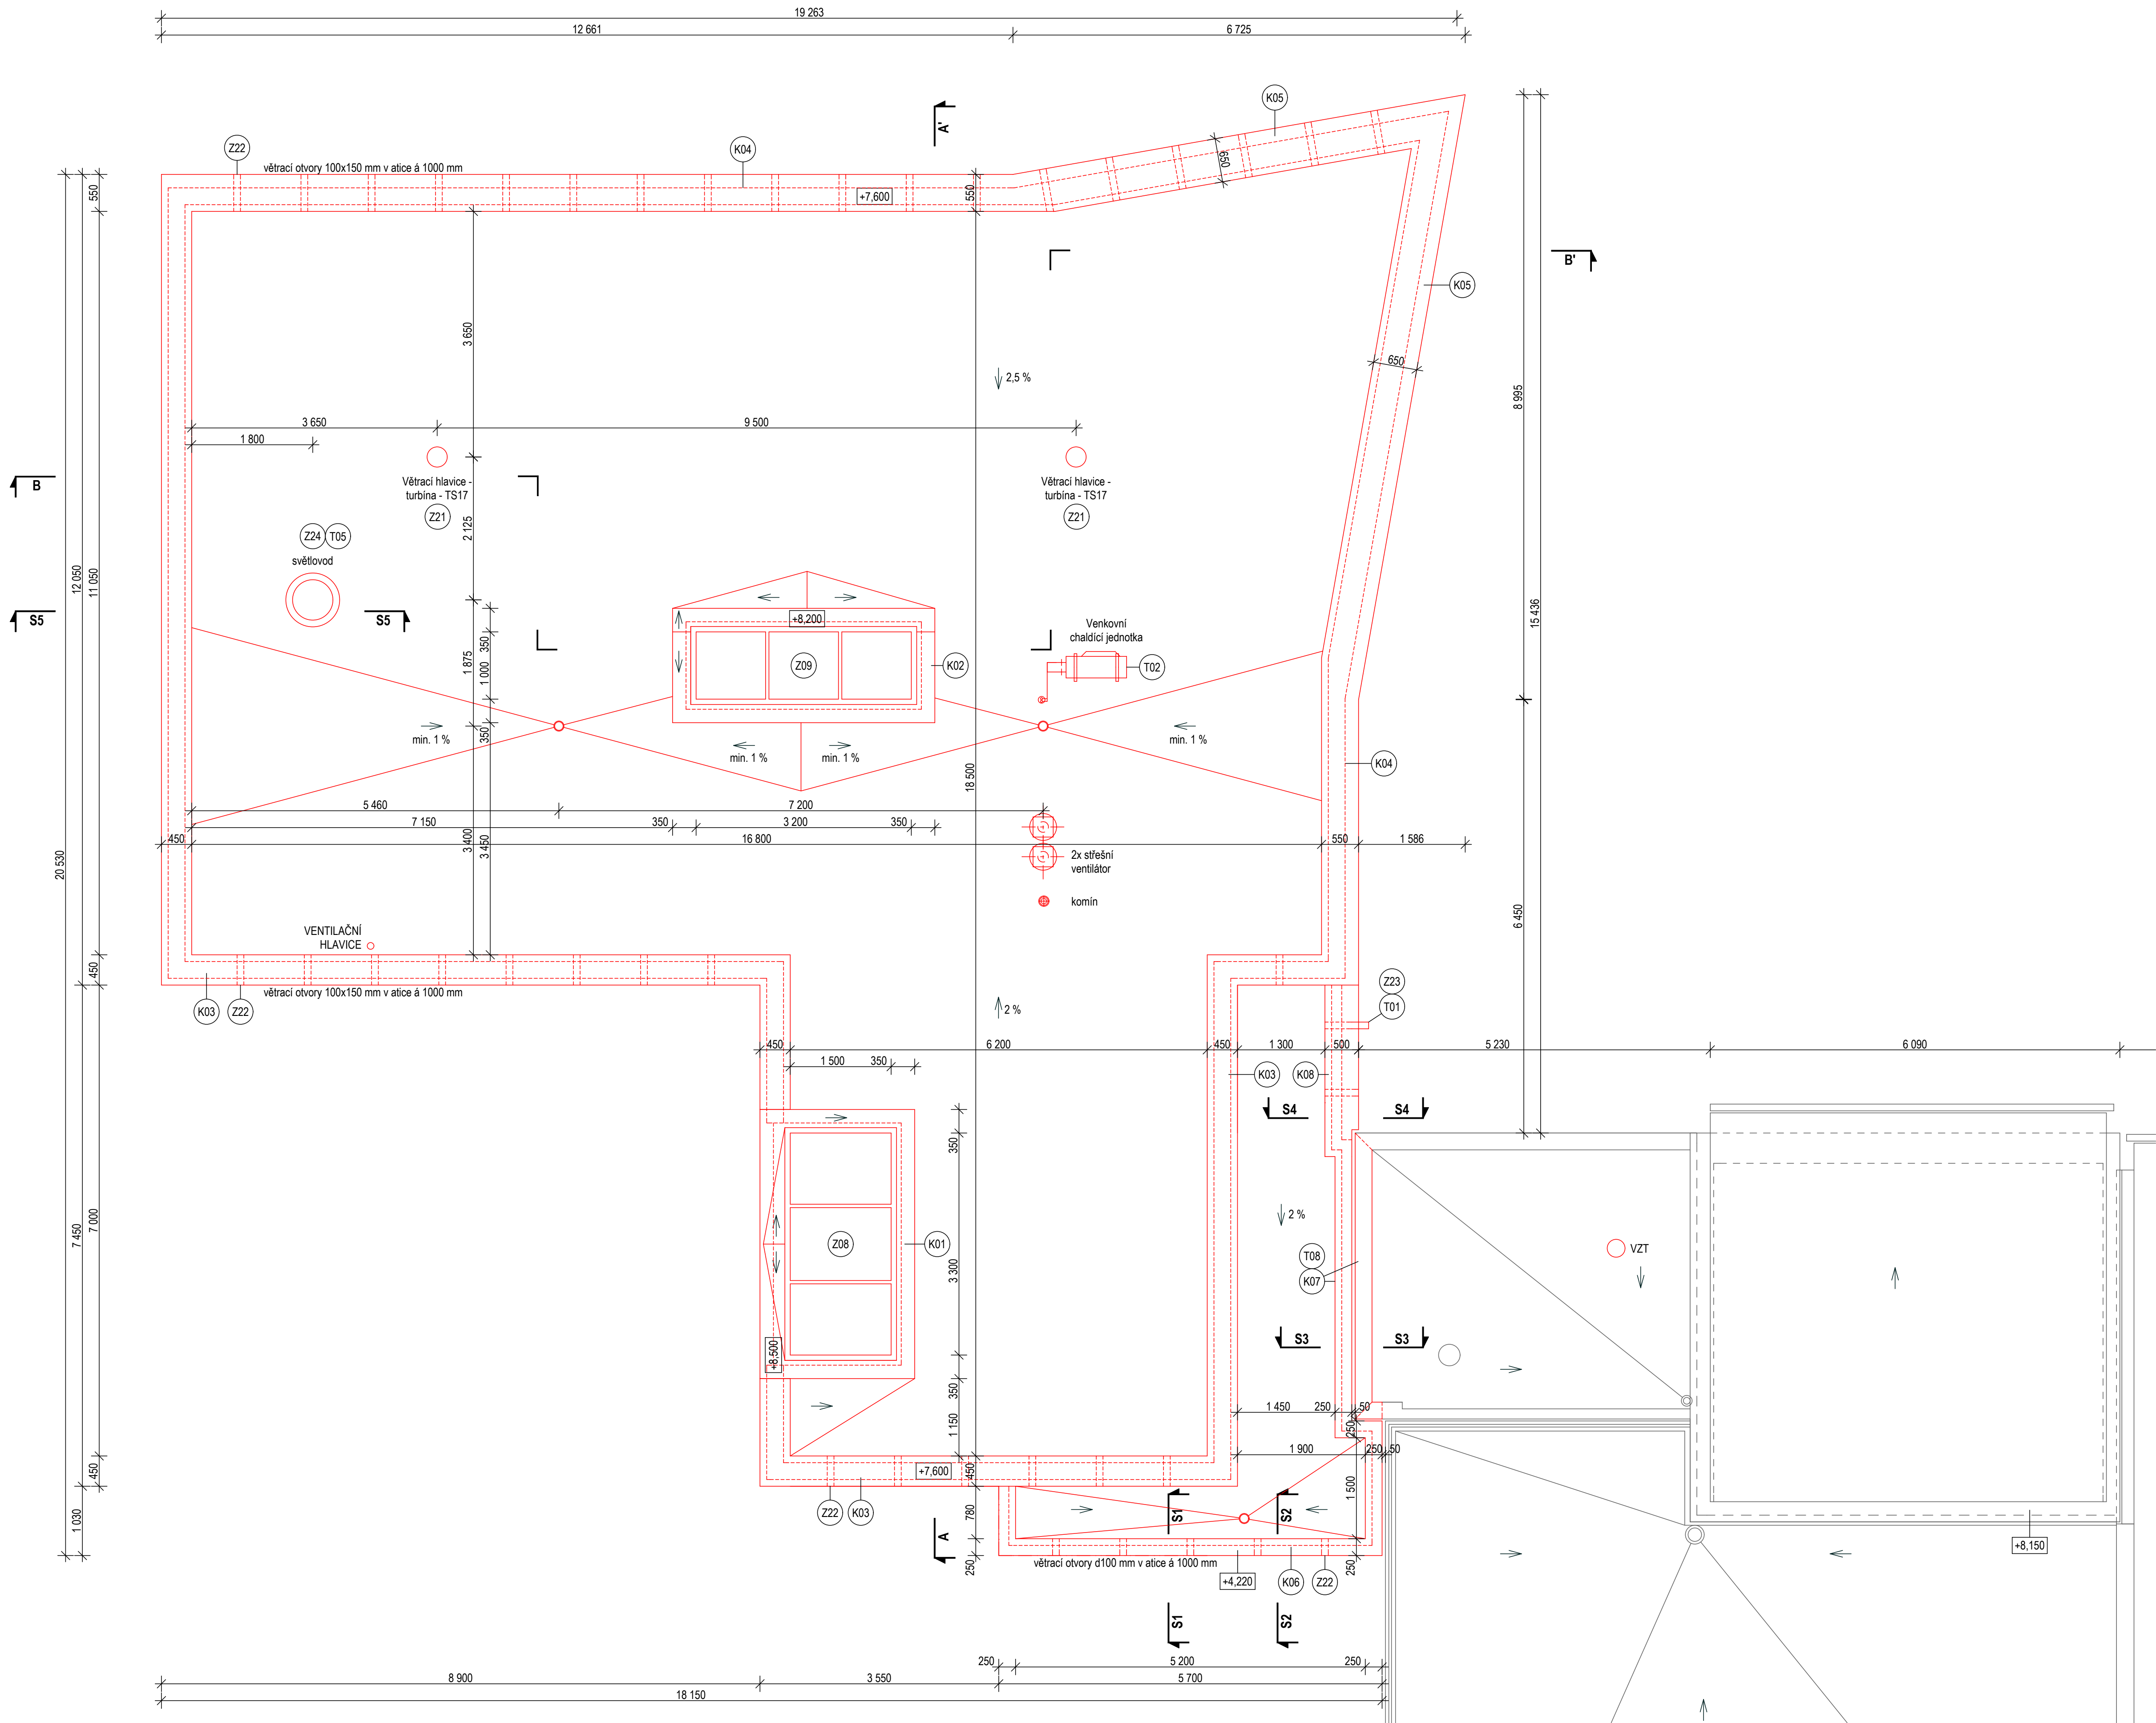 19 263
12 661
6 725
A'
K05
Z22
větrací otvory 100x150 mm v atice á 1000 mm
K04
650
550
+7,600
550
B'
K05
3 650
650
2,5 %
8 995
3 650
9 500
1 800
B
Větrací hlavice -
turbína - TS17
Z21
Větrací hlavice -
turbína - TS17
Z21
2 125
Z24
T05
světlovod
12 050
11 050
15 436
S5
S5
+8,200
Venkovní
chaldící jednotka
350
1 875
1 000
Z09
K02
T02
350
min. 1 %
min. 1 %
min. 1 %
min. 1 %
K04
18 500
5 460
7 200
7 150
350
3 200
350
450
16 800
550
1 586
3 400
3 450
20 530
2x střešní
ventilátor
komín
6 450
VENTILAČNÍ
HLAVICE
450
větrací otvory 100x150 mm v atice á 1000 mm
K03
Z22
Z23
T01
2 %
450
6 200
450
1 300
500
5 230
6 090
1 500
350
K03
K08
S4
S4
350
7 450
7 000
2 %
Z08
K01
T08
K07
VZT
3 300
+8,500
S3
S3
350
1 150
1 450
250
50
250
1 900
250
50
450
+7,600
450
1 500
Z22
K03
780
S1
S2
1 030
A
250
větrací otvory d100 mm v atice á 1000 mm
250
+4,220
K06
Z22
+8,150
S1
S2
250
5 200
250
8 900
3 550
5 700
18 150